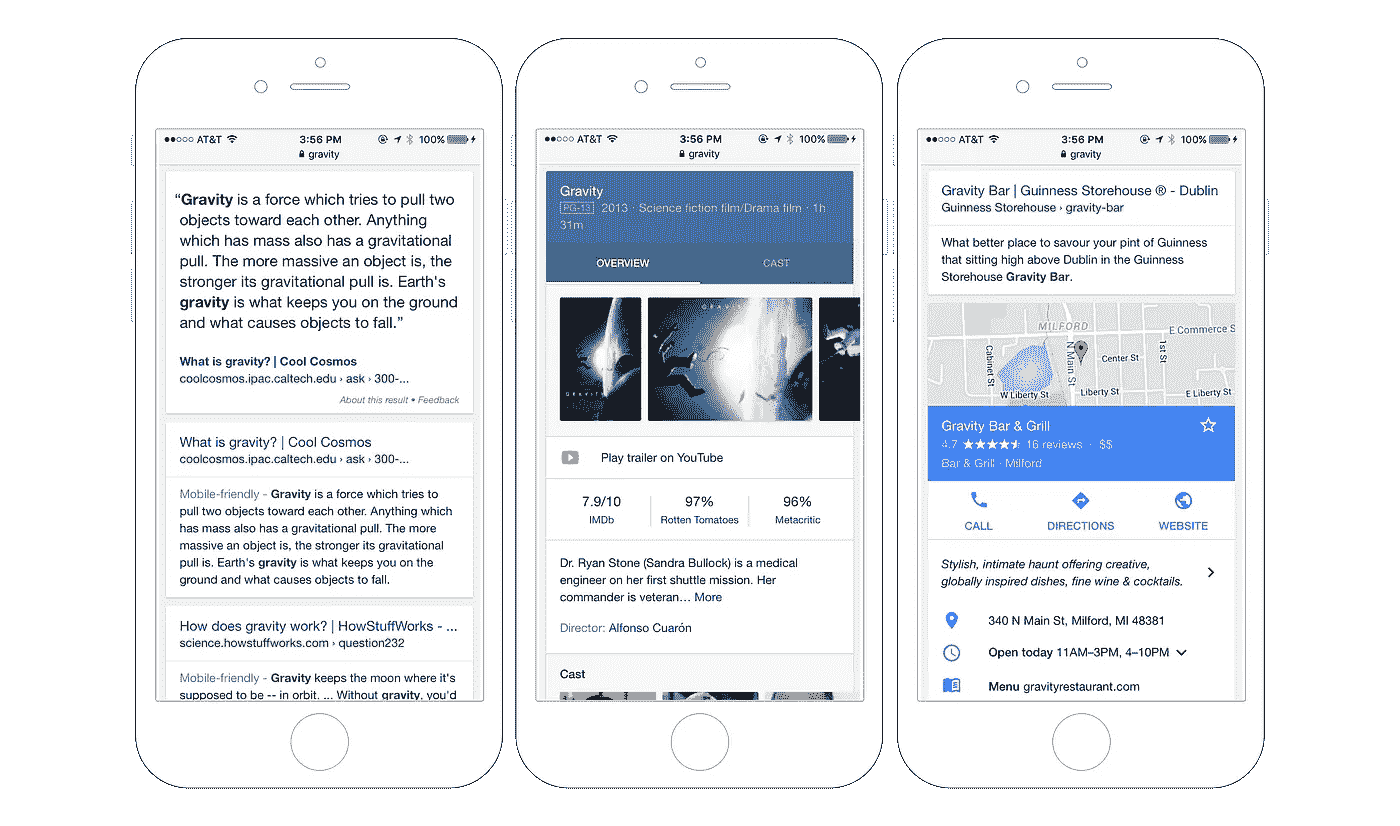 AT&T 3:56 PM 100%
gravity
“Gravity is a force which tries to pull two
objects toward each other. Anything
which has mass also has a gravitational
pull. The more massive an object is, the
stronger its gravitational pull is. Earth's
gravity is what keeps you on the ground
and what causes objects to fall.”
What is gravity? | Cool Cosmos
coolcosmos.ipac.caltech.edu › ask › 300-...
About this result • Feedback
What is gravity? | Cool Cosmos
coolcosmos.ipac.caltech.edu › ask › 300-...
Mobile-friendly - Gravity is a force which tries to
pull two objects toward each other. Anything which
has mass also has a gravitational pull. The more
massive an object is, the stronger its gravitational
pull is. Earth's gravity is what keeps you on the
ground and what causes objects to fall.
How does gravity work? | HowStuffWorks - ...
science.howstuffworks.com › question232
Mobile-friendly - Gravity keeps the moon where it's
supposed to be -- in orbit. ... Without gravity, you'd
AT&T 3:56 PM 100%
gravity
Gravity
PG-13 2013 · Science fiction film/Drama film · 1h
31m
OVERVIEW CAST
GRAVITY
GRAVITY
Play trailer on YouTube
7.9/10 97% 96%
IMDb Rotten Tomatoes Metacritic
Dr. Ryan Stone (Sandra Bullock) is a medical
engineer on her first shuttle mission. Her
commander is veteran... More
Director: Alfonso Cuarón
Cast
AT&T 3:56 PM 100%
gravity
Gravity Bar | Guinness Storehouse ® - Dublin
Guinness Storehouse › gravity-bar
What better place to savour your pint of Guinness
that sitting high above Dublin in the Guinness
Storehouse Gravity Bar.
MILFORD
E Commerce S
Cabinet St
N Main St
Center St
1st St
W Liberty St
Liberty St
E Liberty St
Gravity Bar & Grill
4.7 ★★★★★ 16 reviews · $$
Bar & Grill · Milford
CALL DIRECTIONS WEBSITE
Stylish, intimate haunt offering creative,
globally inspired dishes, fine wine & cocktails.
340 N Main St, Milford, MI 48381
Open today 11AM–3PM, 4–10PM
Menu gravityrestaurant.com